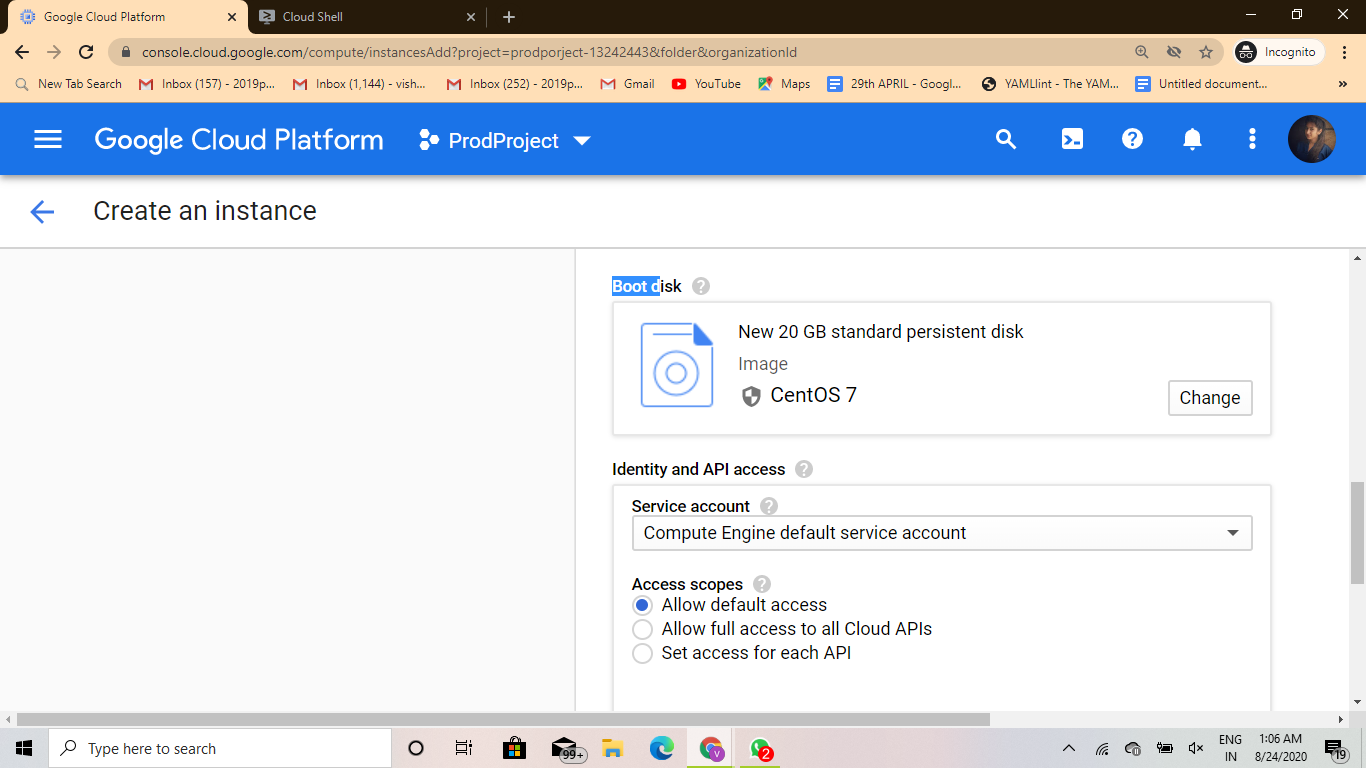 Google Cloud Platform
Cloud Shell
console.cloud.google.com/compute/instancesAdd?project=prodporject-13242443&folder&organizationId
Incognito
New Tab Search
Inbox (157) - 2019p...
Inbox (1,144) - vish...
Inbox (252) - 2019p...
Gmail
YouTube
Maps
29th APRIL - Googl...
YAMLlint - The YAM...
Untitled document...
»
Google Cloud Platform
ProdProject
Create an instance
Boot disk
New 20 GB standard persistent disk
Image
CentOS 7
Change
Identity and API access
Service account
Compute Engine default service account
Access scopes
Allow default access
Allow full access to all Cloud APIs
Set access for each API
Type here to search
99+
V
2
ENG
IN
1:06 AM
8/24/2020
19